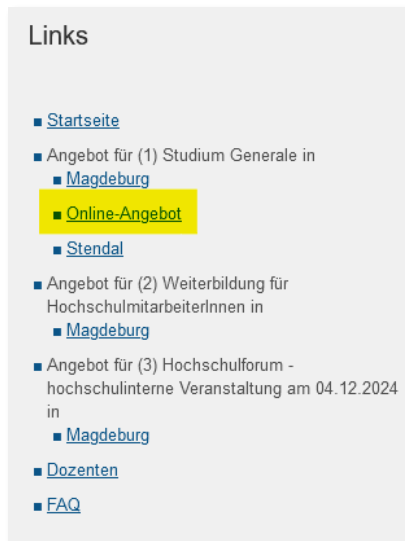 Links
Startseite
Angebot für (1) Studium Generale in
Magdeburg
Online-Angebot
Stendal
Angebot für (2) Weiterbildung für
HochschulmitarbeiterInnen in
Magdeburg
Angebot für (3) Hochschulforum -
hochschulinterne Veranstaltung am 04.12.2024
in
Magdeburg
Dozenten
FAQ